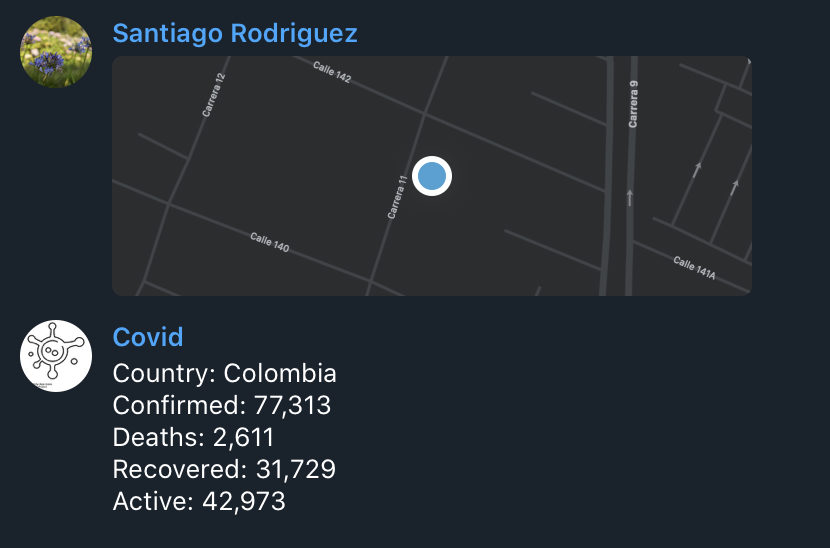 Santiago Rodriguez
Calle 142
Carrera 12
Carrera 9
Carrera 11
Calle 140
Calle 141A
Covid
Country: Colombia
Confirmed: 77,313
Deaths: 2,611
Recovered: 31,729
Active: 42,973